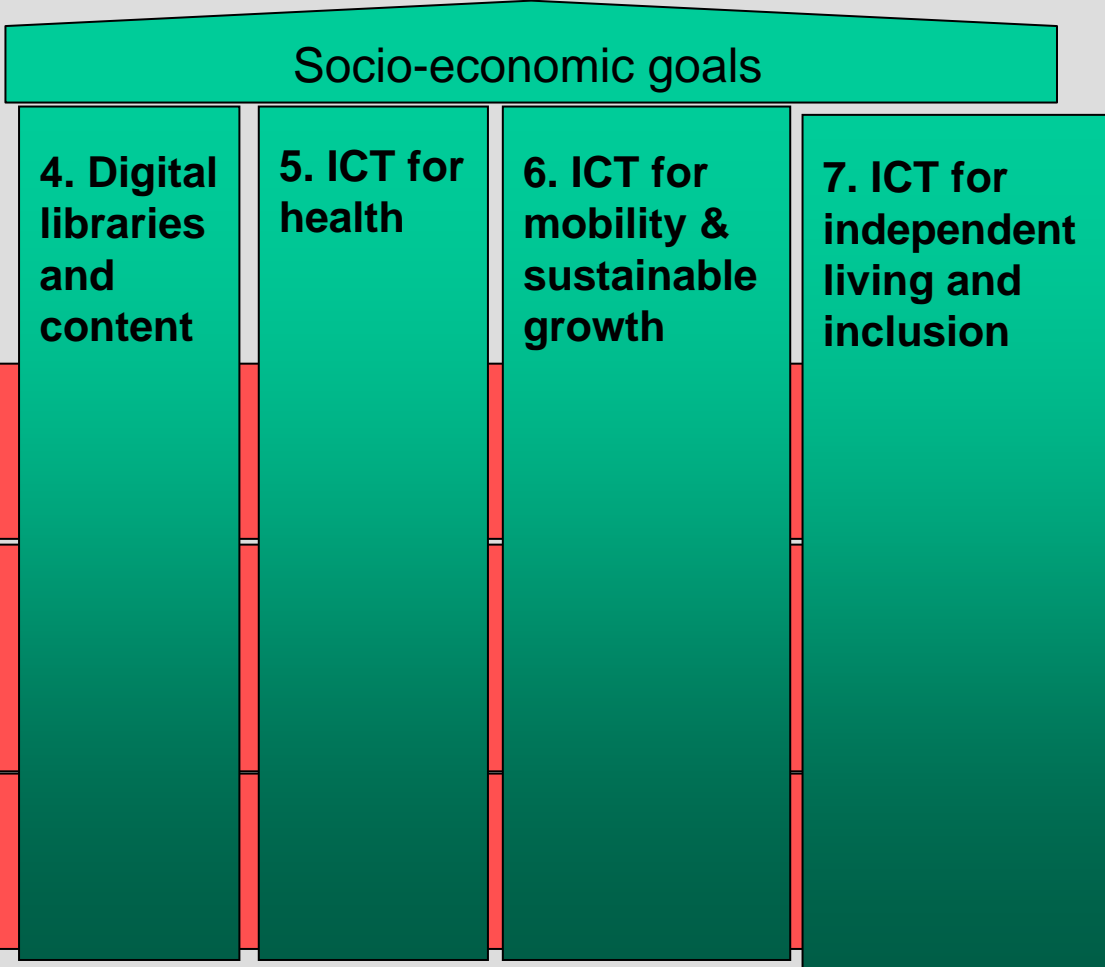 Socio-economic goals
4. Digital
libraries
and
content
5. ICT for
health
6. ICT for
mobility &
sustainable
growth
7. ICT for
independent
living and
inclusion